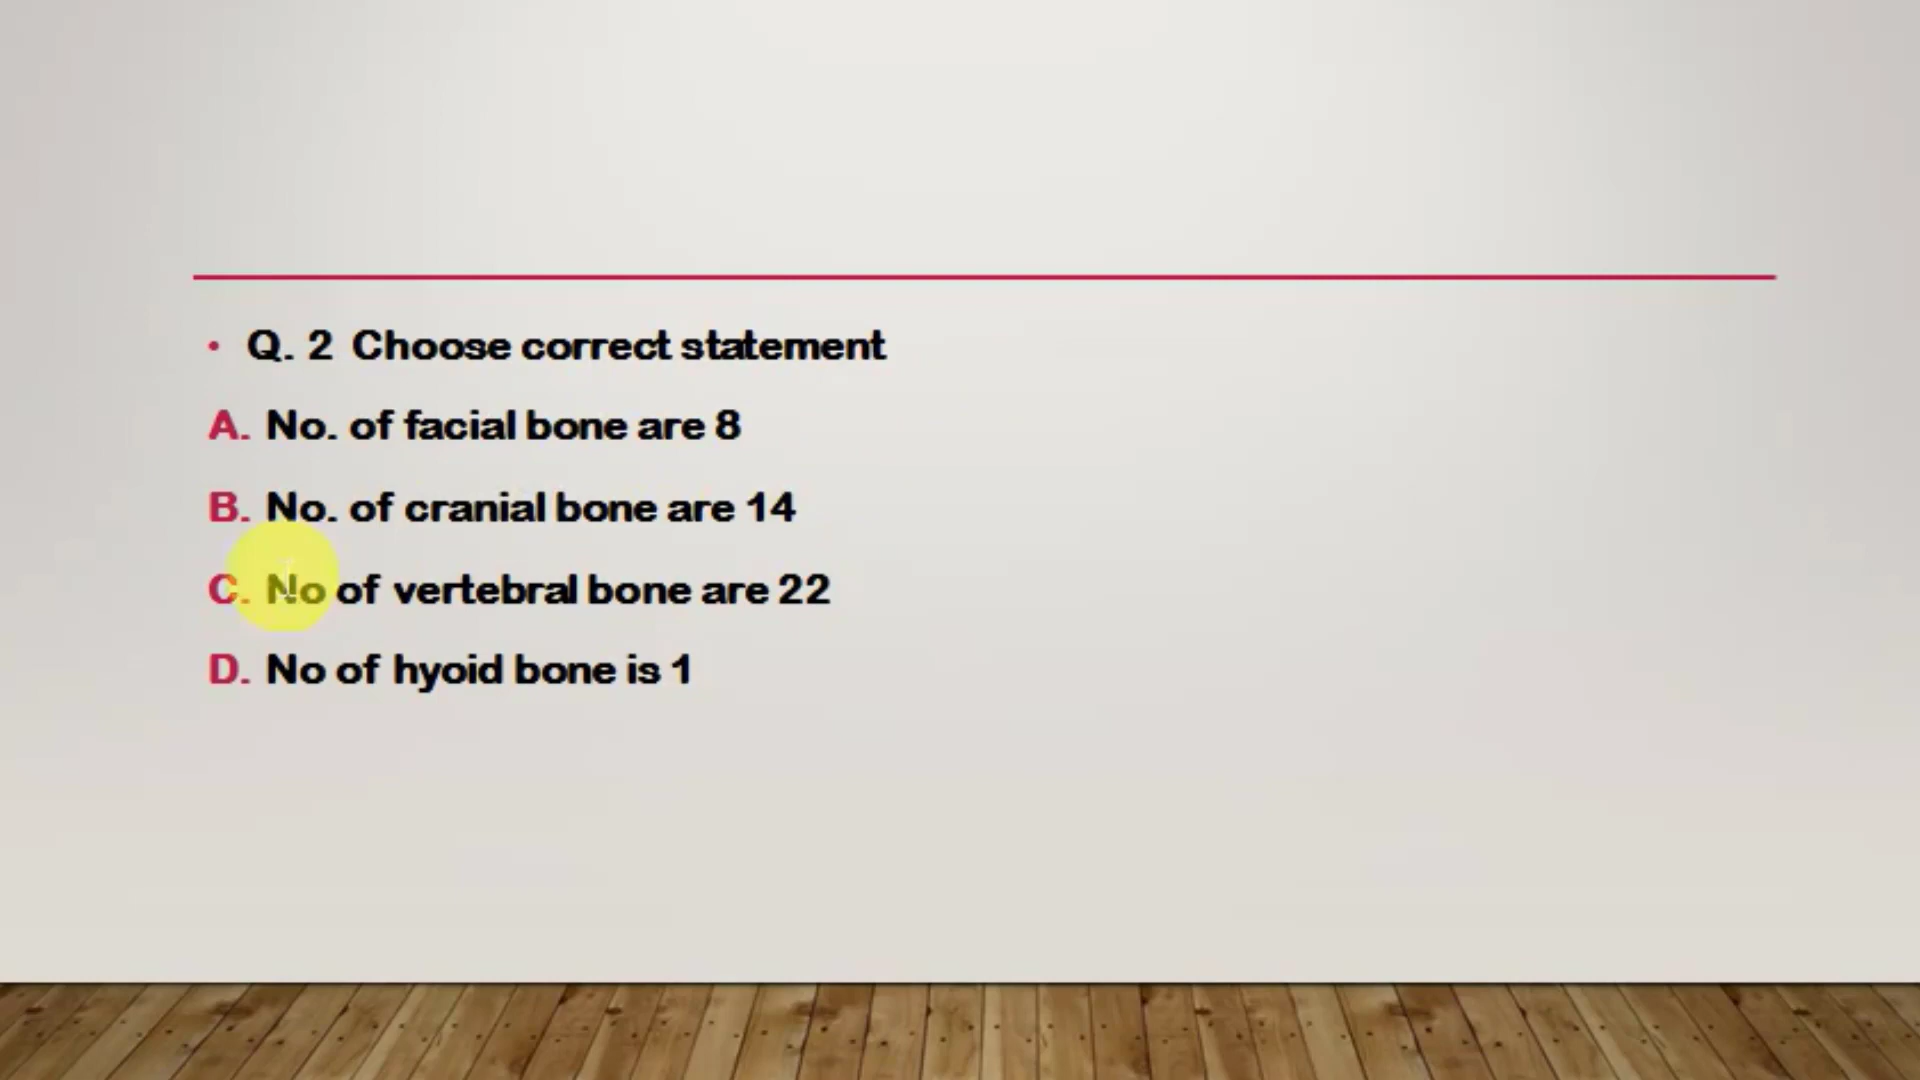 • Q. 2 Choose correct statement
A. No. of facial bone are 8
B. No. of cranial bone are 14
C. No of vertebral bone are 22
D. No of hyoid bone is 1